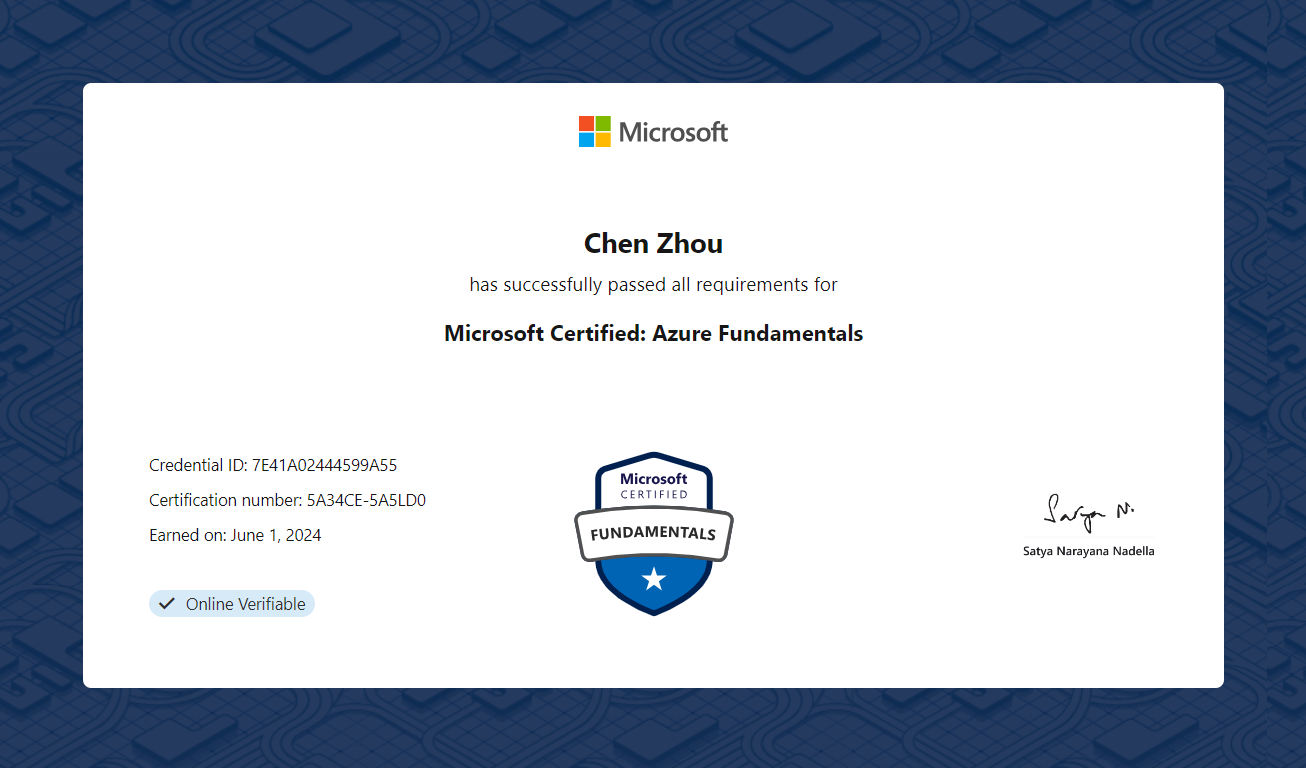 Microsoft
Chen Zhou
has successfully passed all requirements for
Microsoft Certified: Azure Fundamentals
Credential ID: 7E41A02444599A55
Certification number: 5A34CE-5A5LD0
Earned on: June 1, 2024
Online Verifiable
Microsoft
CERTIFIED
FUNDAMENTALS
Satya N.
Satya Narayana Nadella